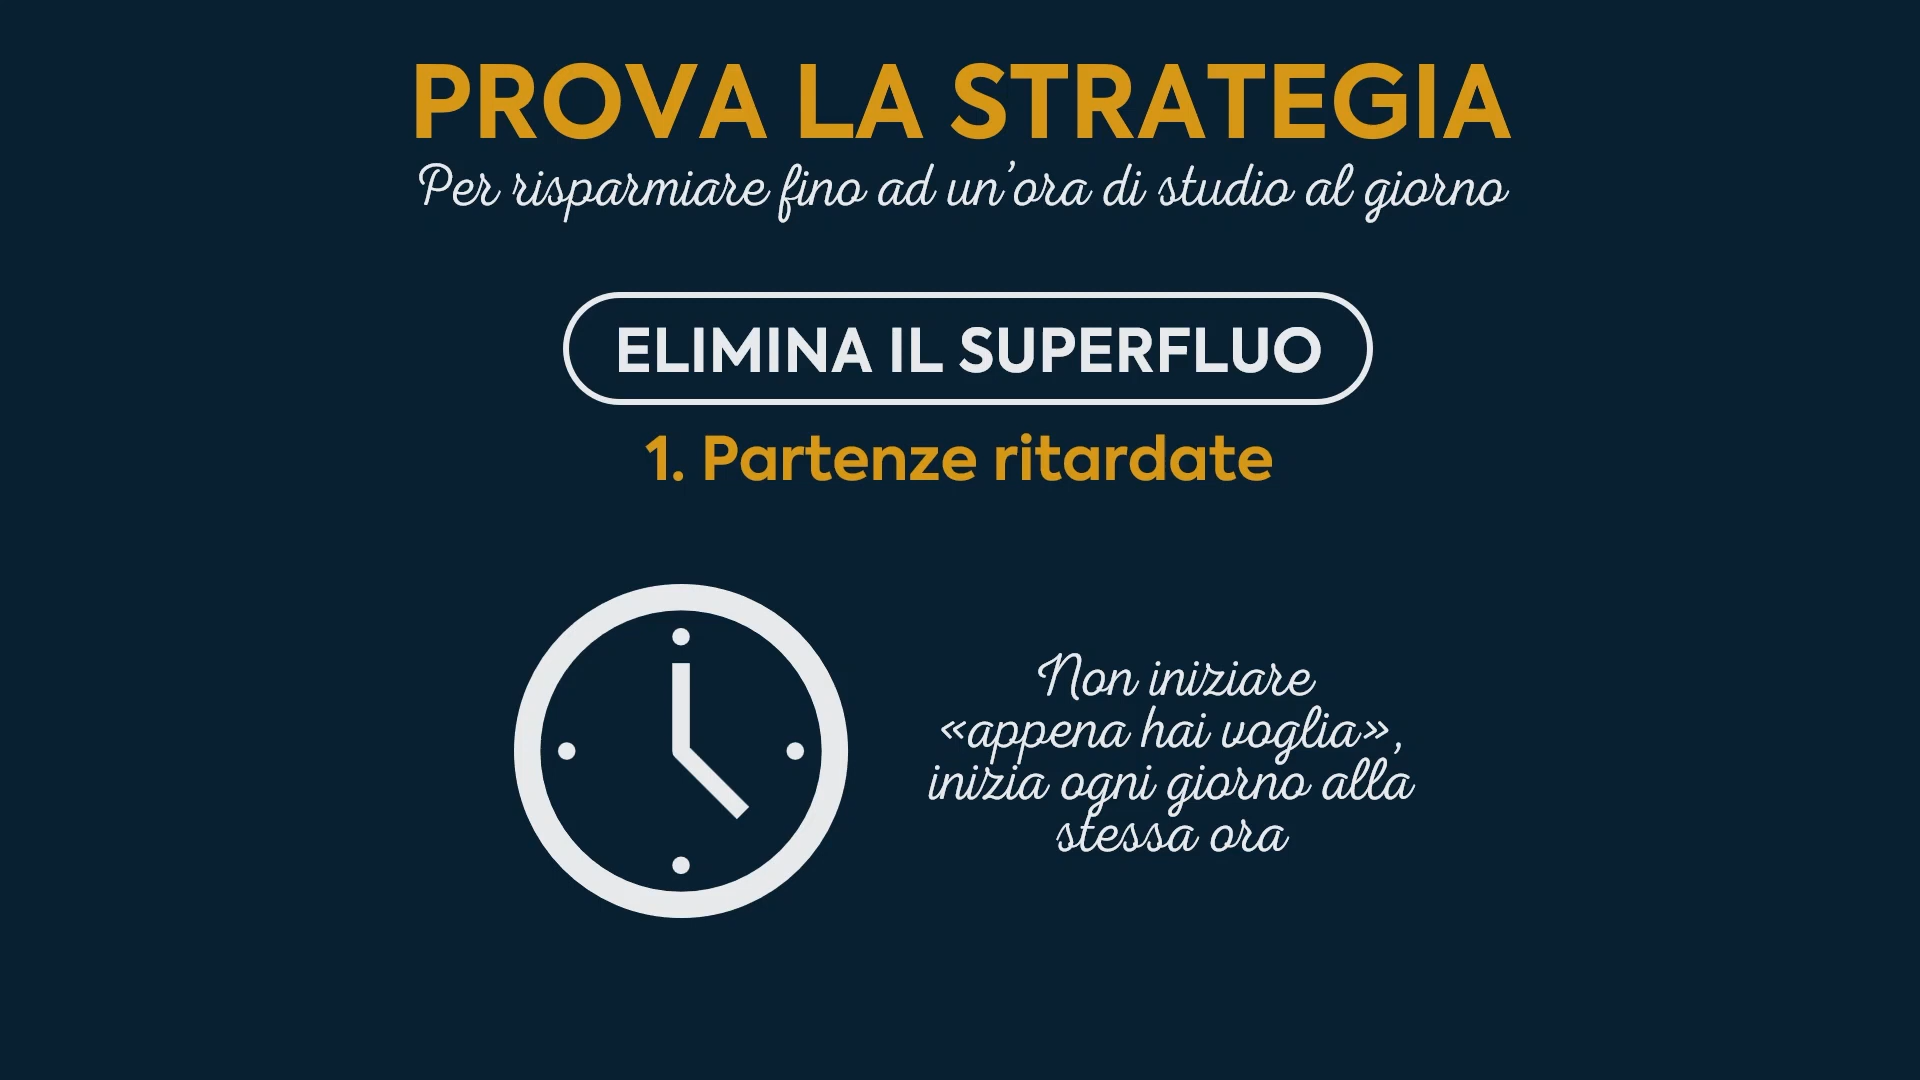 PROVA LA STRATEGIA
Per risparmiare fino ad un'ora di studio al giorno
ELIMINA IL SUPERFLUO
1. Partenze ritardate
Non iniziare
«appena hai voglia»,
inizia ogni giorno alla
stessa ora